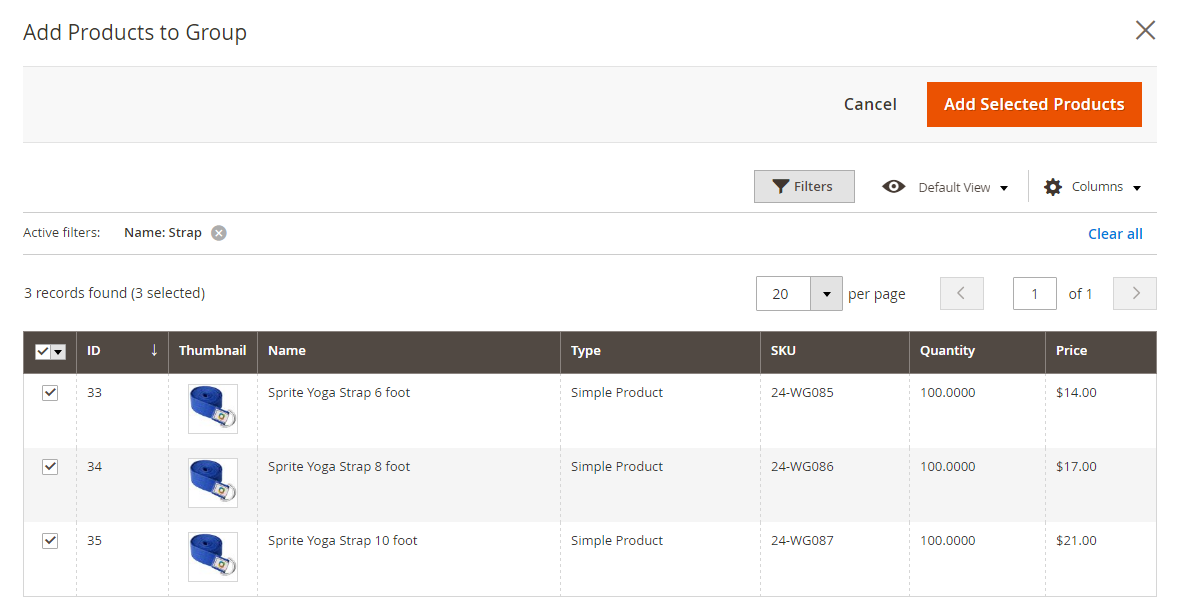 Add Products to Group
Cancel
Add Selected Products
Filters
Default View
Columns
Active filters: Name: Strap
Clear all
3 records found (3 selected)
20 per page
1 of 1
ID ↓ Thumbnail Name Type SKU Quantity Price
33 Sprite Yoga Strap 6 foot Simple Product 24-WG085 100.0000 $14.00
34 Sprite Yoga Strap 8 foot Simple Product 24-WG086 100.0000 $17.00
35 Sprite Yoga Strap 10 foot Simple Product 24-WG087 100.0000 $21.00